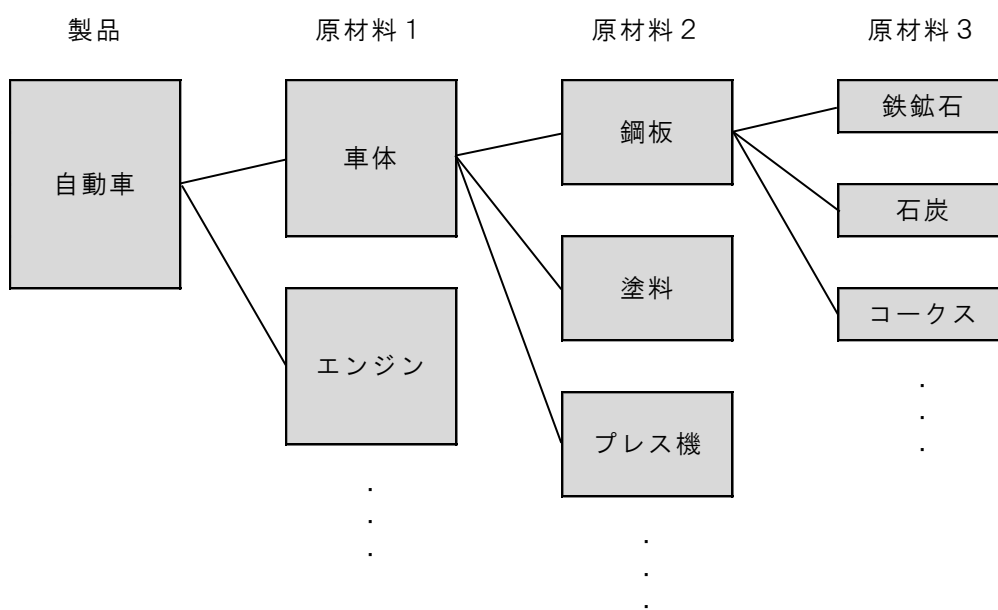 製品
原材料１
原材料２
原材料３
自動車
車体
エンジン
鋼板
塗料
プレス機
鉄鉱石
石炭
コークス